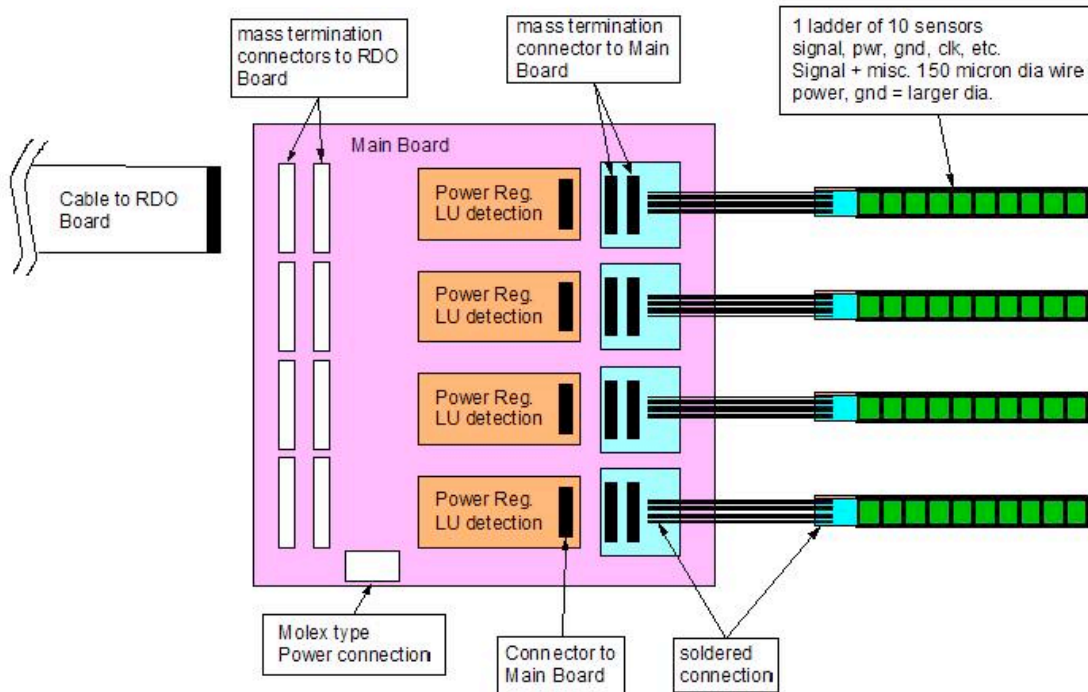 mass termination
connectors to RDO
Board
mass termination
connector to Main
Board
1 ladder of 10 sensors
signal, pwr, gnd, clk, etc.
Signal + misc. 150 micron dia wire
power, gnd = larger dia.
Main Board
Cable to RDO
Board
Power Reg.
LU detection
Power Reg.
LU detection
Power Reg.
LU detection
Power Reg.
LU detection
Molex type
Power connection
Connector to
Main Board
soldered
connection